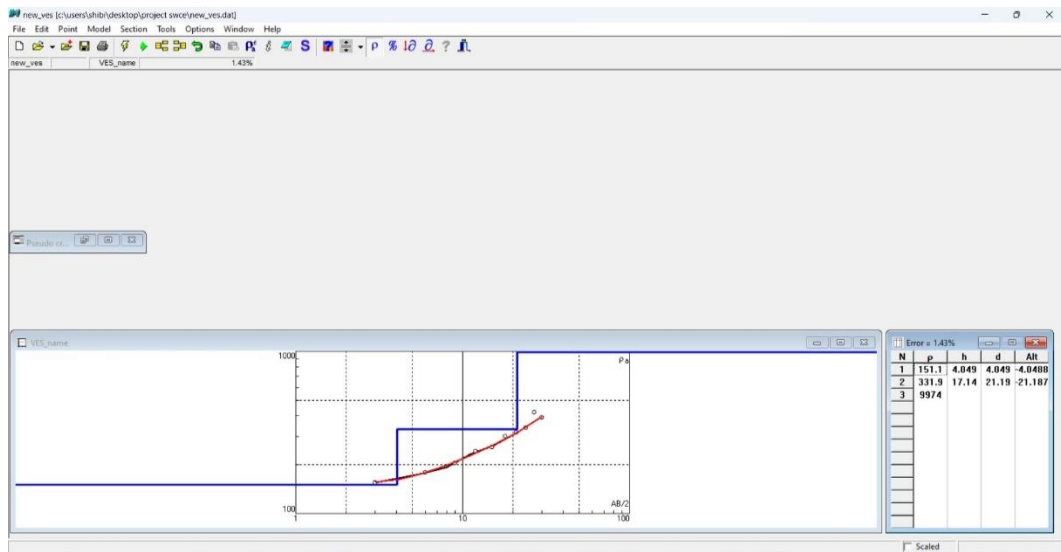 new_ves [c:\users\shibi\desktop\project swce\new_ves.dat]
File Edit Point Model Section Tools Options Window Help
new_ves VES_name 1.43%
Pseudo cr...
VES_name
1000
ρa
100
AB/2
1 10 100
Error = 1.43%
N ρ h d Alt
1 151.1 4.049 4.049 -4.0488
2 331.9 17.14 21.19 -21.187
3 9974
Scaled